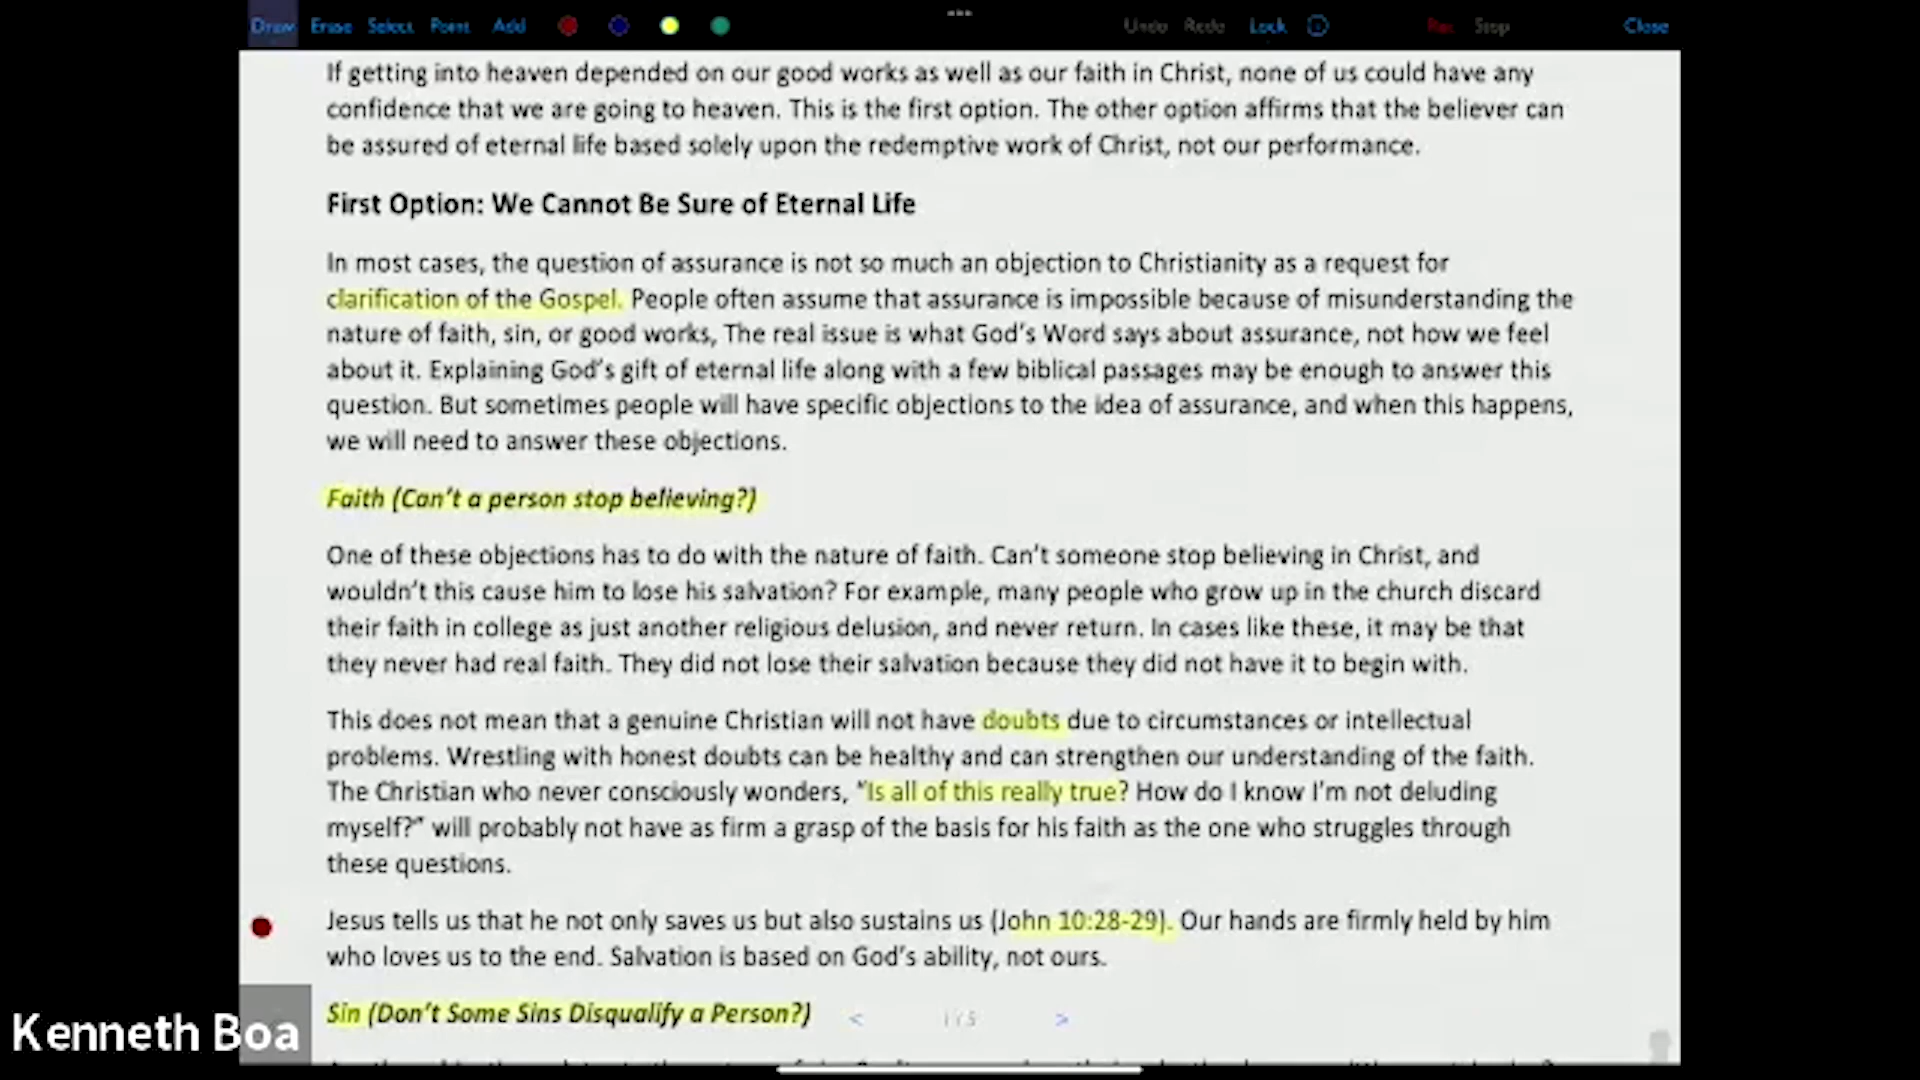 Draw Erase Select Point Add Undo Redo Lock Rec Stop Close
If getting into heaven depended on our good works as well as our faith in Christ, none of us could have any
confidence that we are going to heaven. This is the first option. The other option affirms that the believer can
be assured of eternal life based solely upon the redemptive work of Christ, not our performance.
First Option: We Cannot Be Sure of Eternal Life
In most cases, the question of assurance is not so much an objection to Christianity as a request for
clarification of the Gospel. People often assume that assurance is impossible because of misunderstanding the
nature of faith, sin, or good works, The real issue is what God's Word says about assurance, not how we feel
about it. Explaining God's gift of eternal life along with a few biblical passages may be enough to answer this
question. But sometimes people will have specific objections to the idea of assurance, and when this happens,
we will need to answer these objections.
Faith (Can't a person stop believing?)
One of these objections has to do with the nature of faith. Can't someone stop believing in Christ, and
wouldn't this cause him to lose his salvation? For example, many people who grow up in the church discard
their faith in college as just another religious delusion, and never return. In cases like these, it may be that
they never had real faith. They did not lose their salvation because they did not have it to begin with.
This does not mean that a genuine Christian will not have doubts due to circumstances or intellectual
problems. Wrestling with honest doubts can be healthy and can strengthen our understanding of the faith.
The Christian who never consciously wonders, "Is all of this really true? How do I know I'm not deluding
myself?" will probably not have as firm a grasp of the basis for his faith as the one who struggles through
these questions.
Jesus tells us that he not only saves us but also sustains us (John 10:28-29). Our hands are firmly held by him
who loves us to the end. Salvation is based on God's ability, not ours.
Sin (Don't Some Sins Disqualify a Person?) < 1 / 5 >
Kenneth Boa